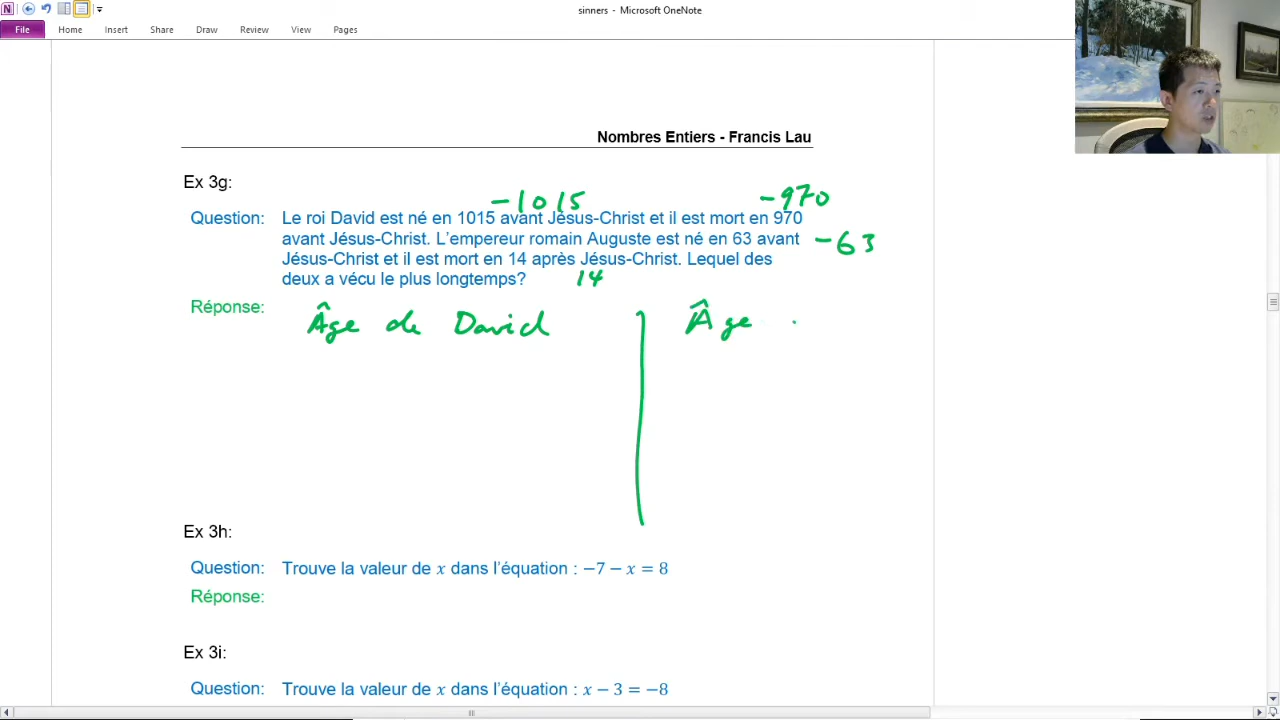 sinners - Microsoft OneNote
File Home Insert Share Draw Review View Pages
Nombres Entiers - Francis Lau
Ex 3g:
-1015 -970
Question: Le roi David est né en 1015 avant Jésus-Christ et il est mort en 970
avant Jésus-Christ. L’empereur romain Auguste est né en 63 avant -63
Jésus-Christ et il est mort en 14 après Jésus-Christ. Lequel des
deux a vécu le plus longtemps? 14
Réponse: Âge de David Âge
Ex 3h:
Question: Trouve la valeur de x dans l’équation : −7 − x = 8
Réponse:
Ex 3i:
Question: Trouve la valeur de x dans l’équation : x − 3 = −8